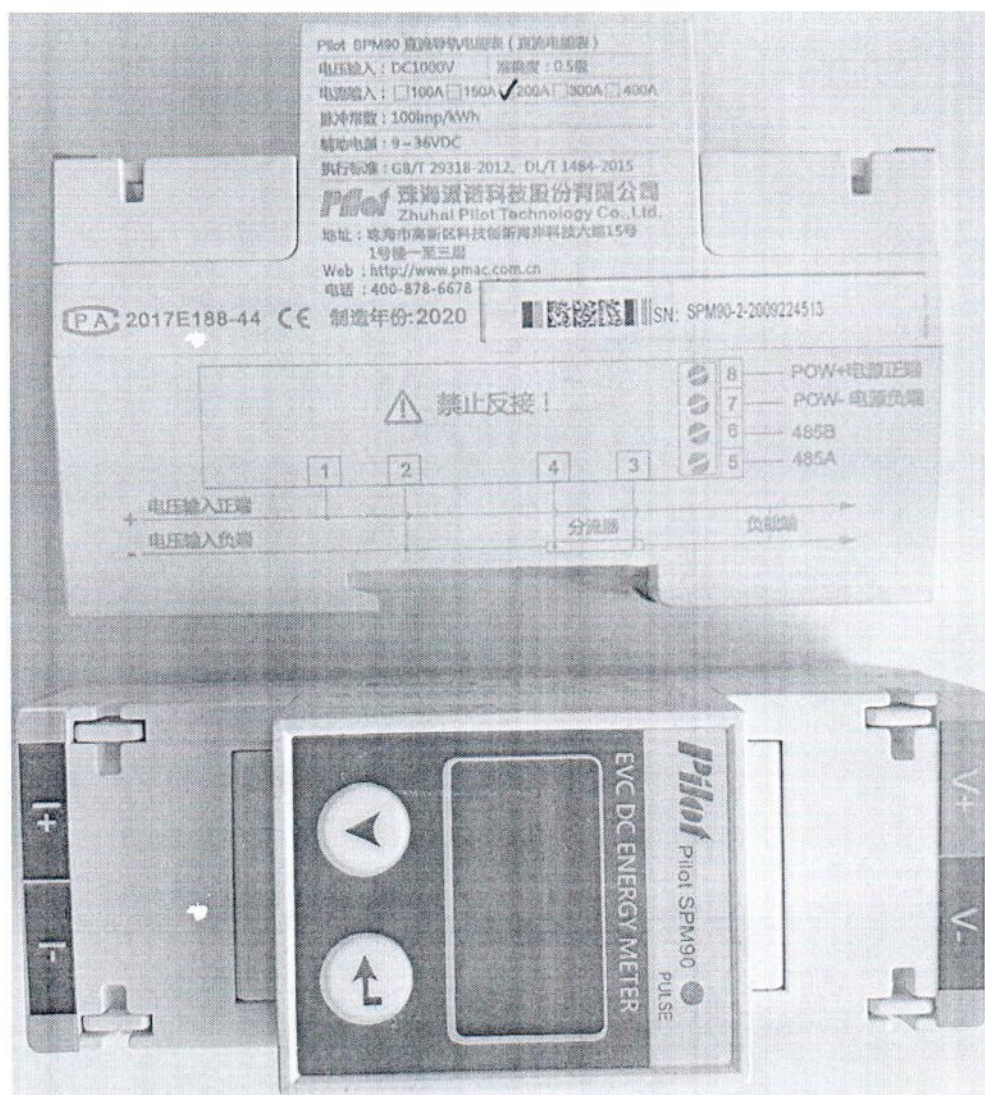 Pilot SPM90 直流导轨电能表(直流电能表)
电压输入：DC1000V 准确度：0.5级
电流输入：□100A□150A✓200A□300A□400A
脉冲常数：100imp/kWh
辅助电源：9~36VDC
执行标准：GB/T 29318-2012、DL/T 1484-2015
Pilot 珠海派诺科技股份有限公司
Zhuhai Pilot Technology Co.,Ltd.
地址：珠海市高新区科技创新海岸科技六路15号
1号楼一至三层
Web：http://www.pmac.com.cn
电话：400-878-6678
PA 2017E188-44 CE 制造年份:2020
SN: SPM90-2-2009224513
禁止反接！
8 POW+电源正端
7 POW- 电源负端
6 485B
5 485A
1 2 4 3
+ 电压输入正端
- 电压输入负端
分流器 负载端
I+
I-
EVC DC ENERGY METER
Pilot Pilot SPM90
PULSE
V+
V-